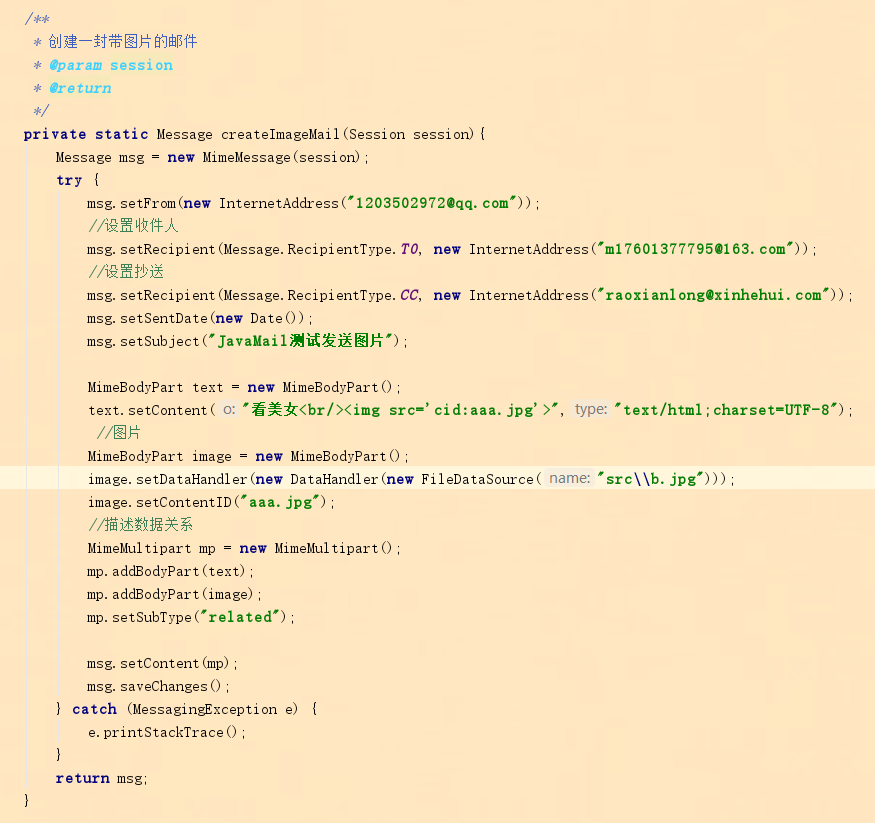 /**
 * 创建一封带图片的邮件
 * @param session
 * @return
 */
private static Message createImageMail(Session session){
    Message msg = new MimeMessage(session);
    try {
        msg.setFrom(new InternetAddress("1203502972@qq.com"));
        //设置收件人
        msg.setRecipient(Message.RecipientType.TO, new InternetAddress("m17601377795@163.com"));
        //设置抄送
        msg.setRecipient(Message.RecipientType.CC, new InternetAddress("raoxianlong@xinhehui.com"));
        msg.setSentDate(new Date());
        msg.setSubject("JavaMail测试发送图片");

        MimeBodyPart text = new MimeBodyPart();
        text.setContent( o: "看美女<br/><img src='cid:aaa.jpg'>", type: "text/html;charset=UTF-8");
         //图片
        MimeBodyPart image = new MimeBodyPart();
        image.setDataHandler(new DataHandler(new FileDataSource( name: "src\\b.jpg")));
        image.setContentID("aaa.jpg");
        //描述数据关系
        MimeMultipart mp = new MimeMultipart();
        mp.addBodyPart(text);
        mp.addBodyPart(image);
        mp.setSubType("related");

        msg.setContent(mp);
        msg.saveChanges();
    } catch (MessagingException e) {
        e.printStackTrace();
    }
    return msg;
}